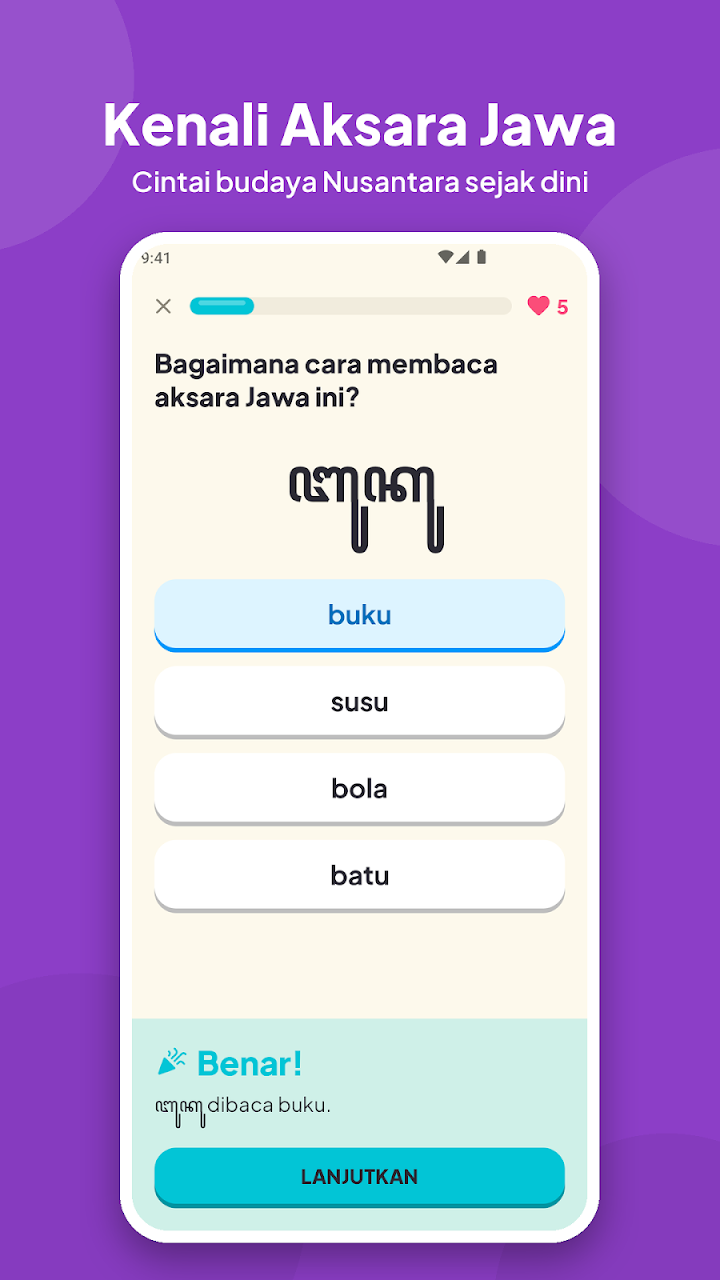 Kenali Aksara Jawa
Cintai budaya Nusantara sejak dini
9:41
5
Bagaimana cara membaca
aksara Jawa ini?
ꦧꦸꦏꦸ
buku
susu
bola
batu
Benar!
ꦧꦸꦏꦸ dibaca buku.
LANJUTKAN